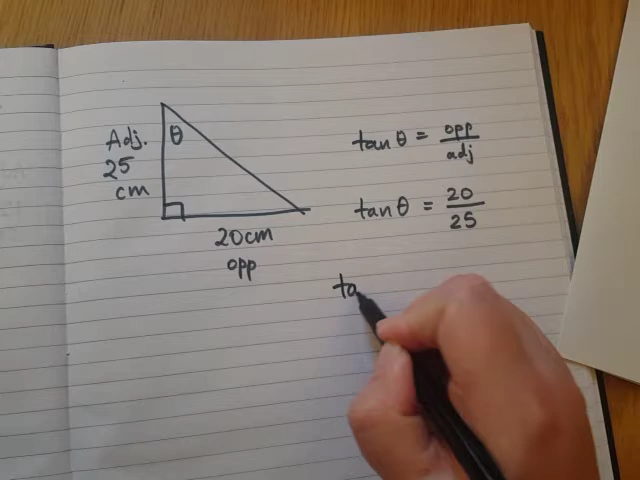 Adj.
25
cm
θ
20cm
opp
tan θ = opp/adj
tan θ = 20/25
ta